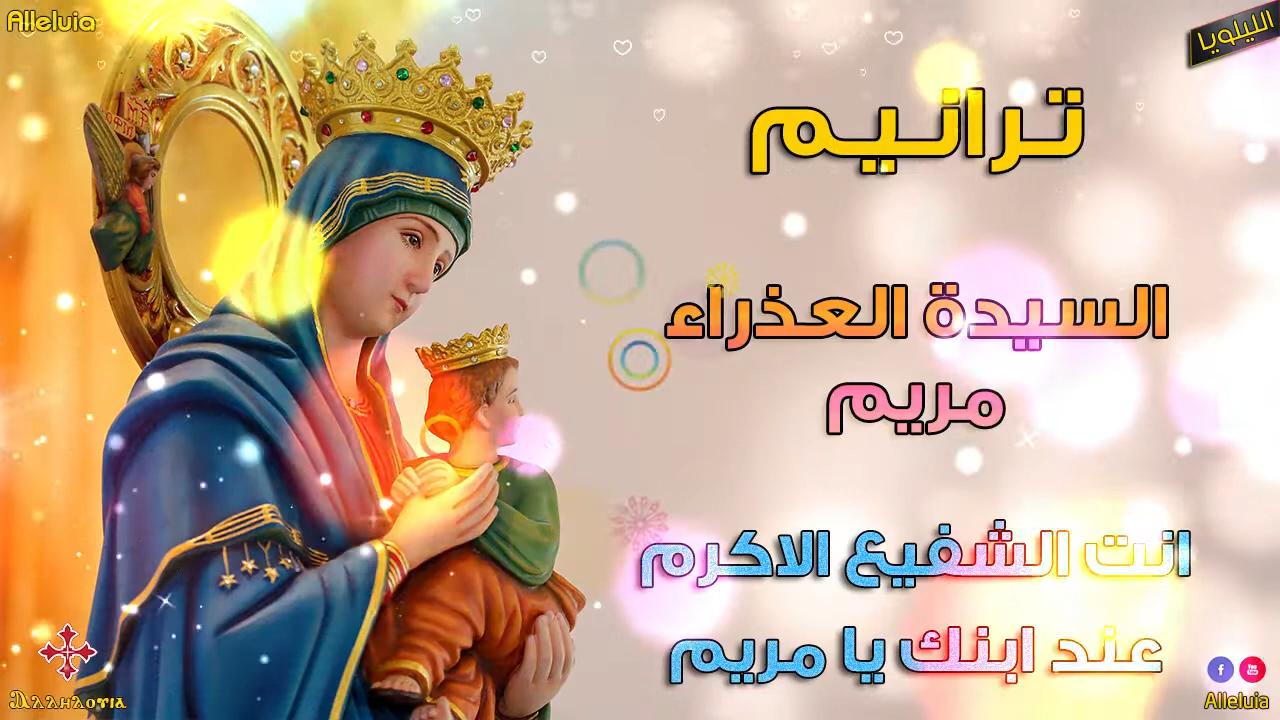 Alleluia
الليلويا
ترانيم
السيدة العذراء
مريم
انت الشفيع الاكرم
عند ابنك يا مريم
Alleluia